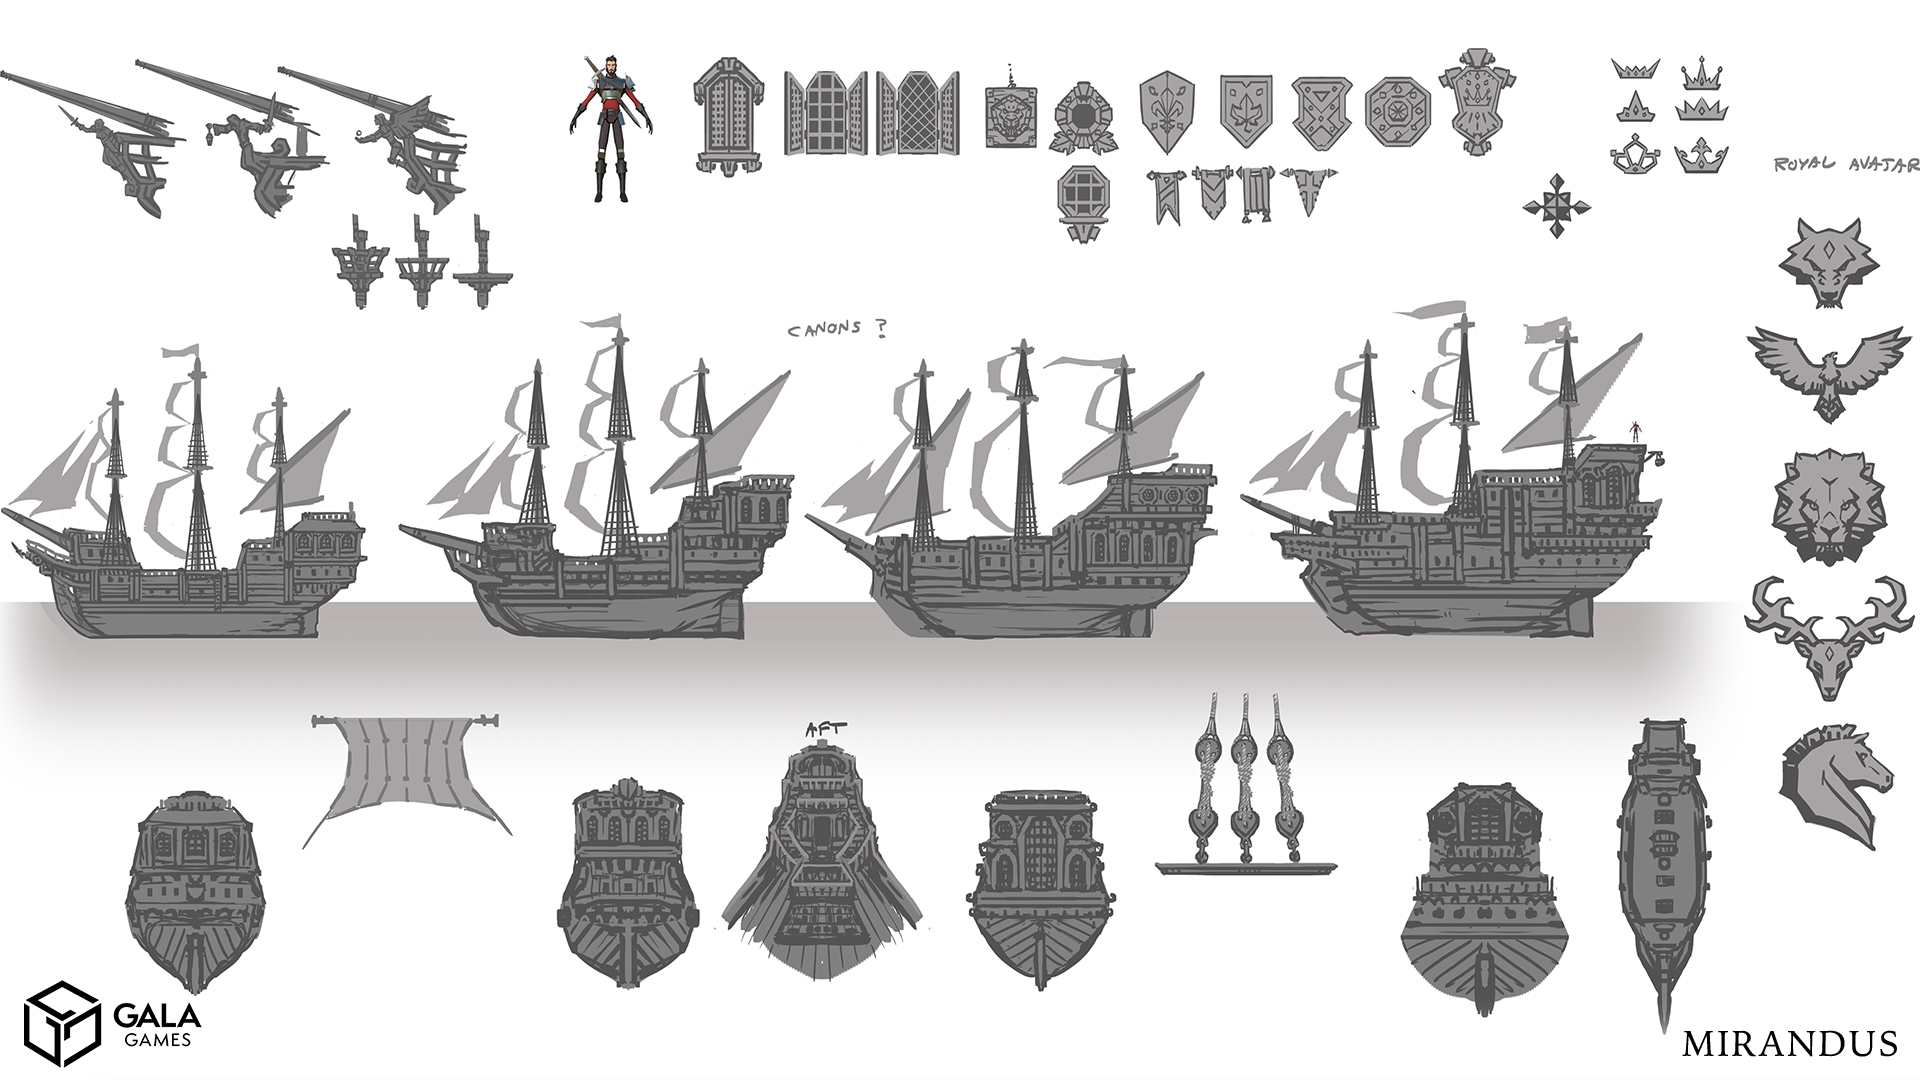 ROYAL AVATAR
CANONS ?
AFT
GALA
GAMES
MIRANDUS